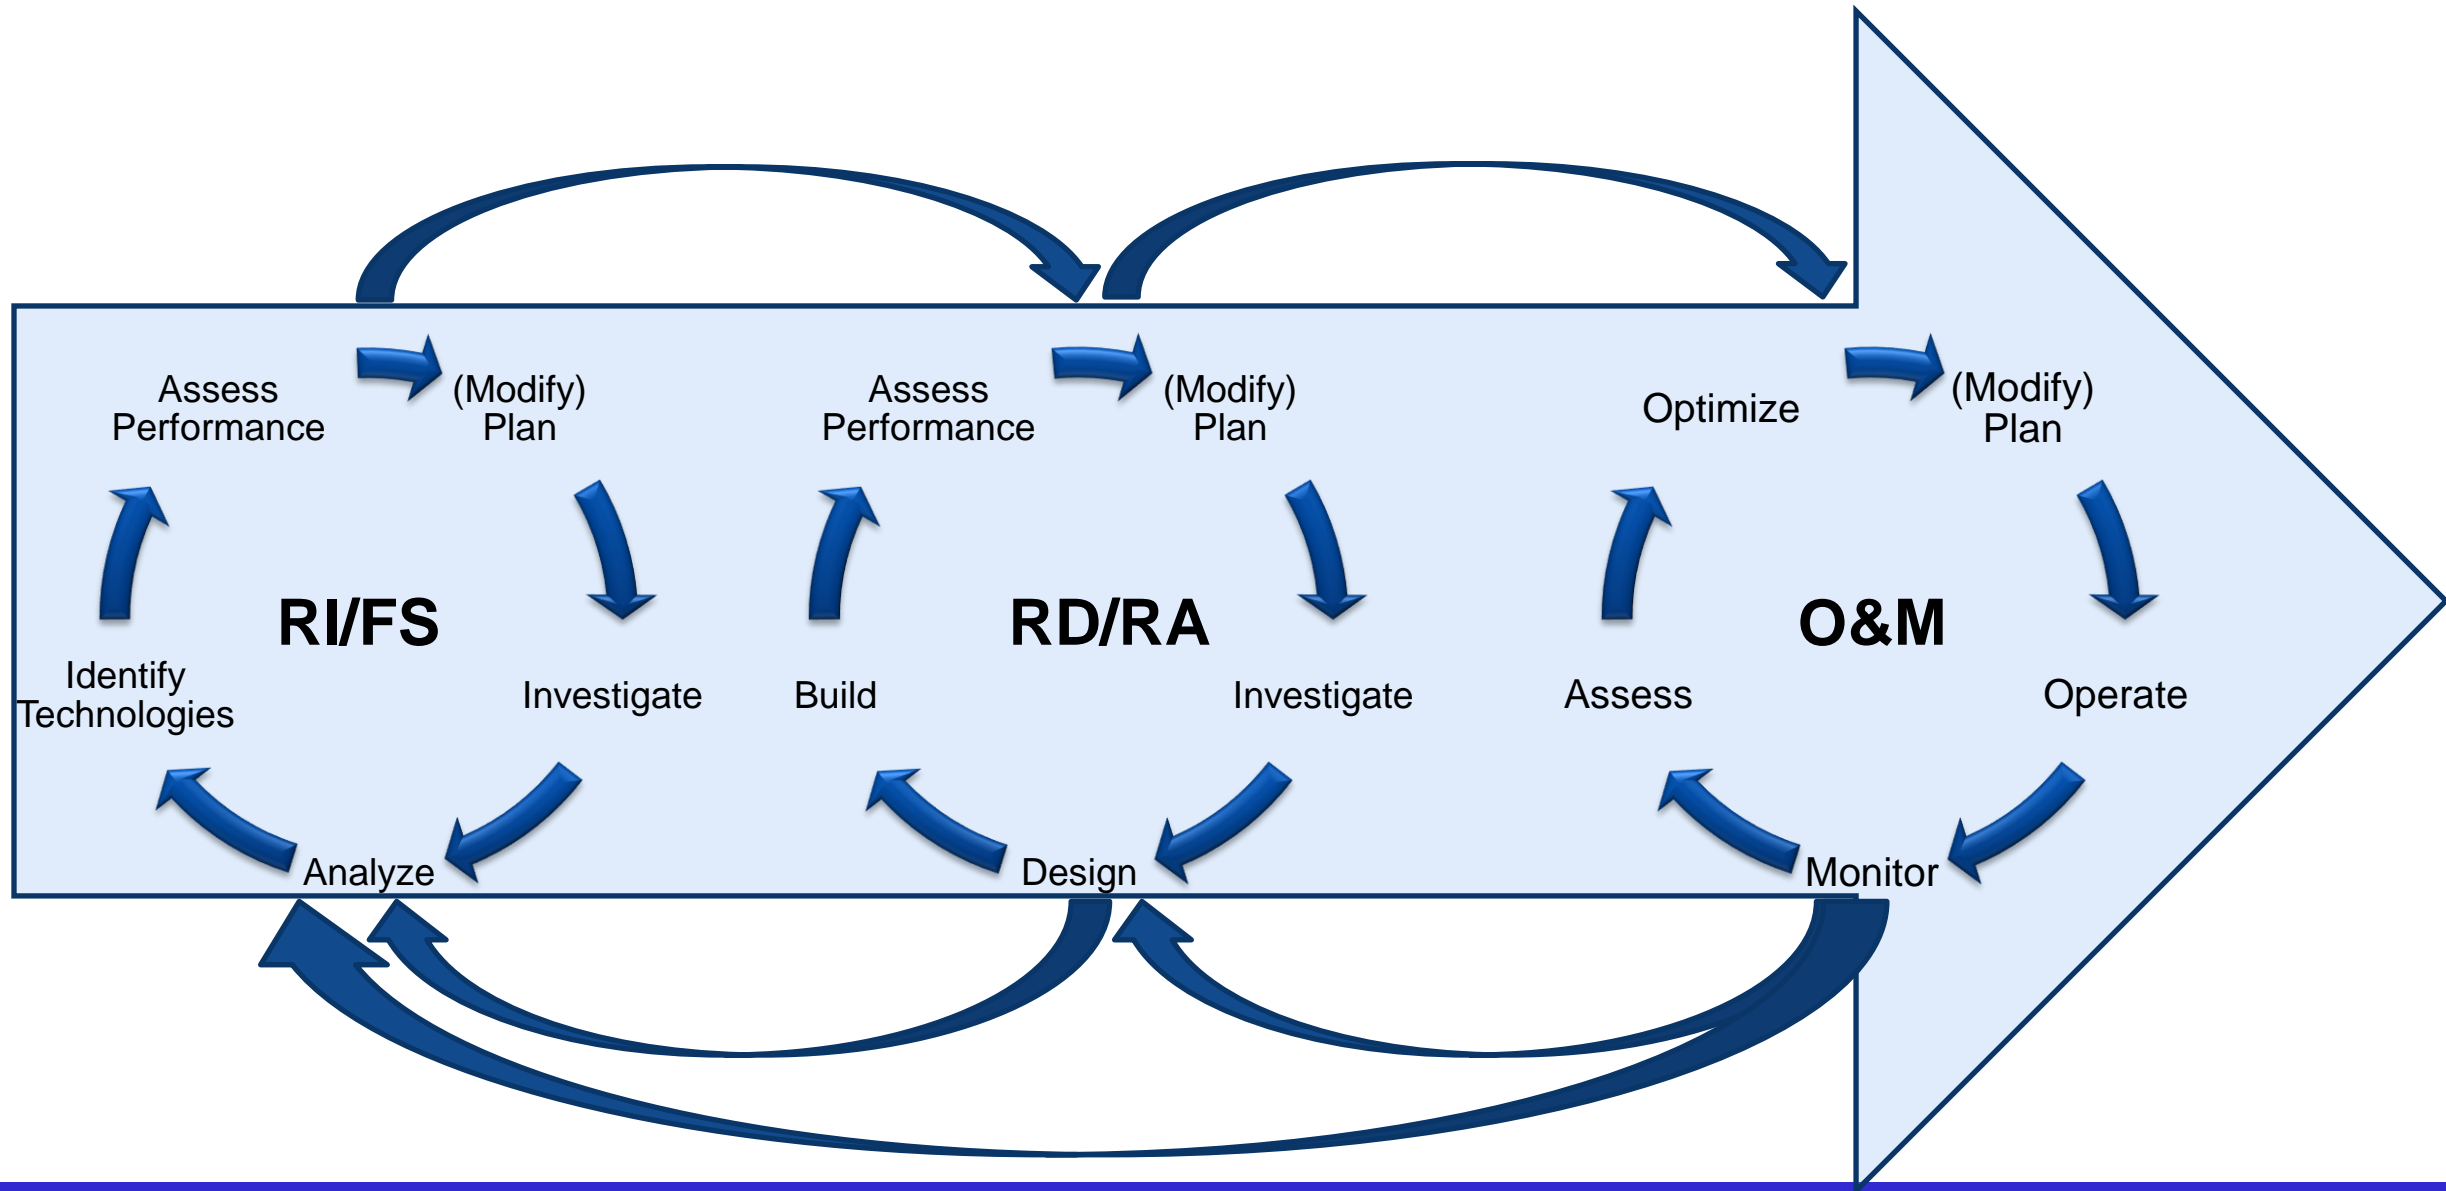 Assess
Performance
(Modify)
Plan
Investigate
Analyze
Identify
Technologies
RI/FS
Assess
Performance
(Modify)
Plan
Investigate
Design
Build
RD/RA
Optimize
(Modify)
Plan
Operate
Monitor
Assess
O&M